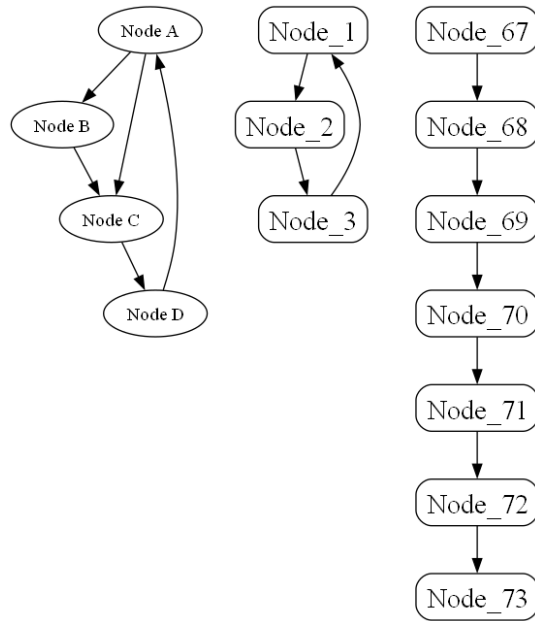 Node A
Node B
Node C
Node D
Node_1
Node_2
Node_3
Node_67
Node_68
Node_69
Node_70
Node_71
Node_72
Node_73